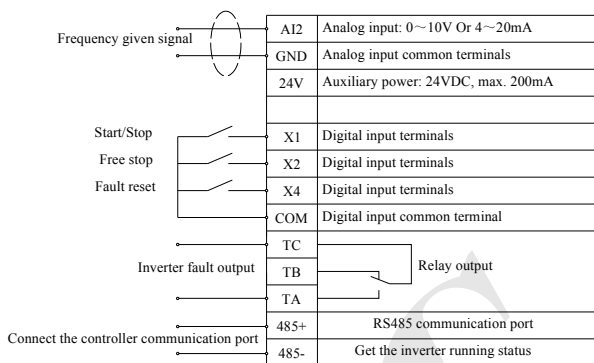 Frequency given signal
AI2 Analog input: 0～10V Or 4～20mA
GND Analog input common terminals
24V Auxiliary power: 24VDC, max. 200mA
Start/Stop X1 Digital input terminals
Free stop X2 Digital input terminals
Fault reset X4 Digital input terminals
COM Digital input common terminal
TC
Inverter fault output TB Relay output
TA
485+ RS485 communication port
Connect the controller communication port
485- Get the inverter running status